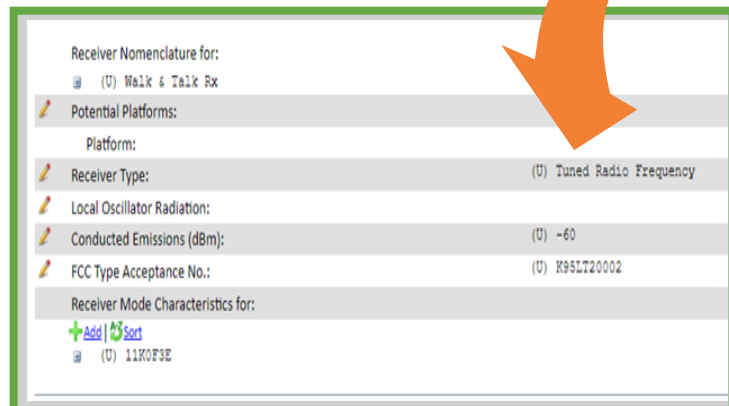 Receiver Nomenclature for:
(U) Walk & Talk Rx
Potential Platforms:
Platform:
Receiver Type: (U) Tuned Radio Frequency
Local Oscillator Radiation:
Conducted Emissions (dBm): (U) -60
FCC Type Acceptance No.: (U) K95LT20002
Receiver Mode Characteristics for:
Add | Sort
(U) 11K0F3E